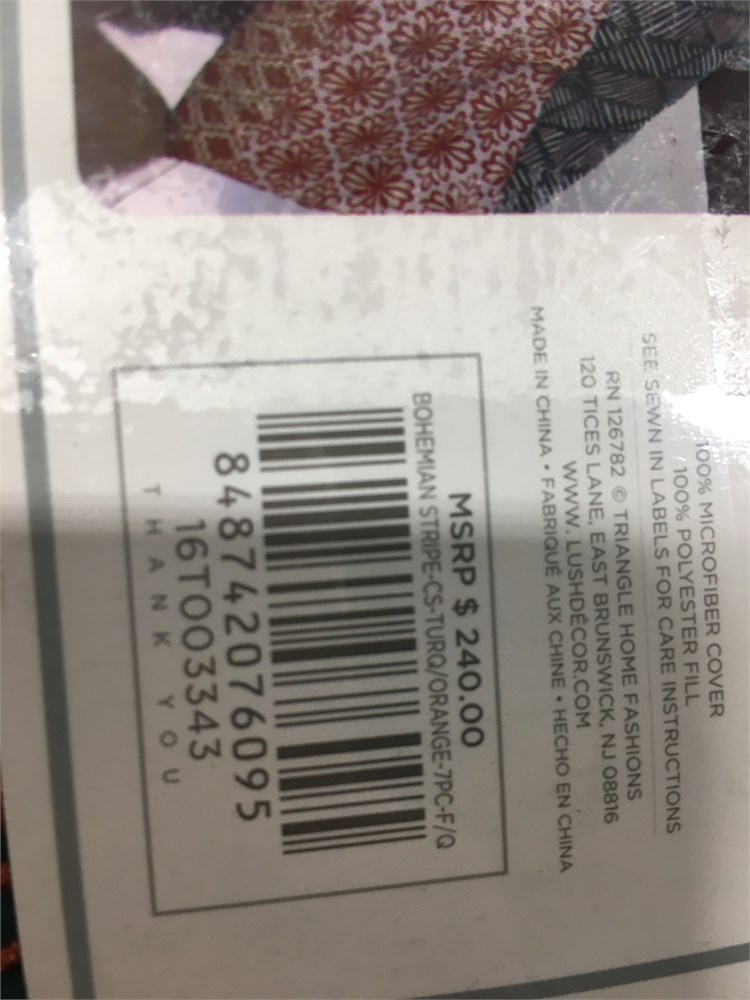 100% MICROFIBER COVER
100% POLYESTER FILL
SEE SEWN IN LABELS FOR CARE INSTRUCTIONS
RN 126782 © TRIANGLE HOME FASHIONS
120 TICES LANE, EAST BRUNSWICK, NJ 08816
WWW. LUSHDÉCOR.COM
MADE IN CHINA • FABRIQUÉ AUX CHINE • HECHO EN CHINA
MSRP $ 240.00
BOHEMIAN STRIPE-CS-TURQ/ORANGE-7PC-F/Q
848742076095
16T003343
THANK YOU